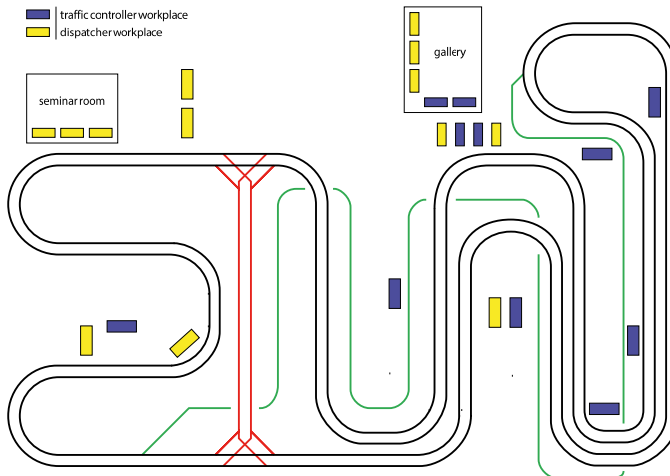 traffic controller workplace
dispatcher workplace
gallery
seminar room